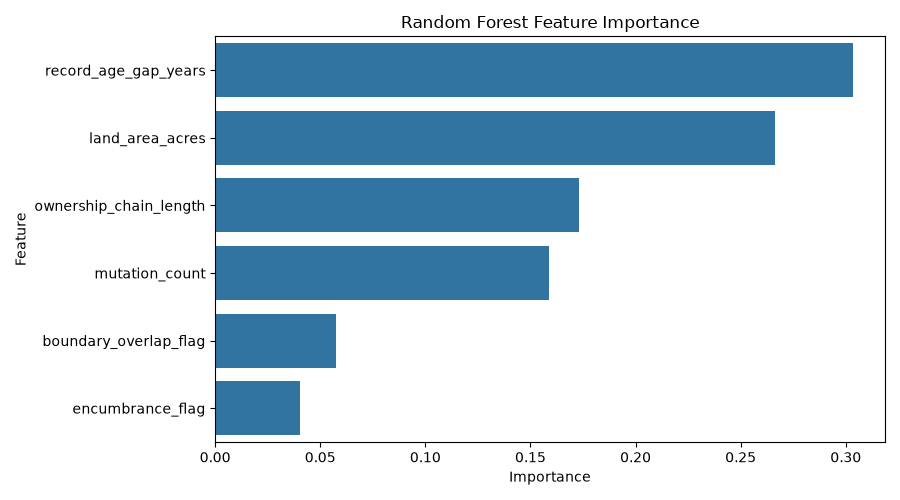 Random Forest Feature Importance
record_age_gap_years
land_area_acres
ownership_chain_length
mutation_count
boundary_overlap_flag
encumbrance_flag
Feature
0.00 0.05 0.10 0.15 0.20 0.25 0.30
Importance